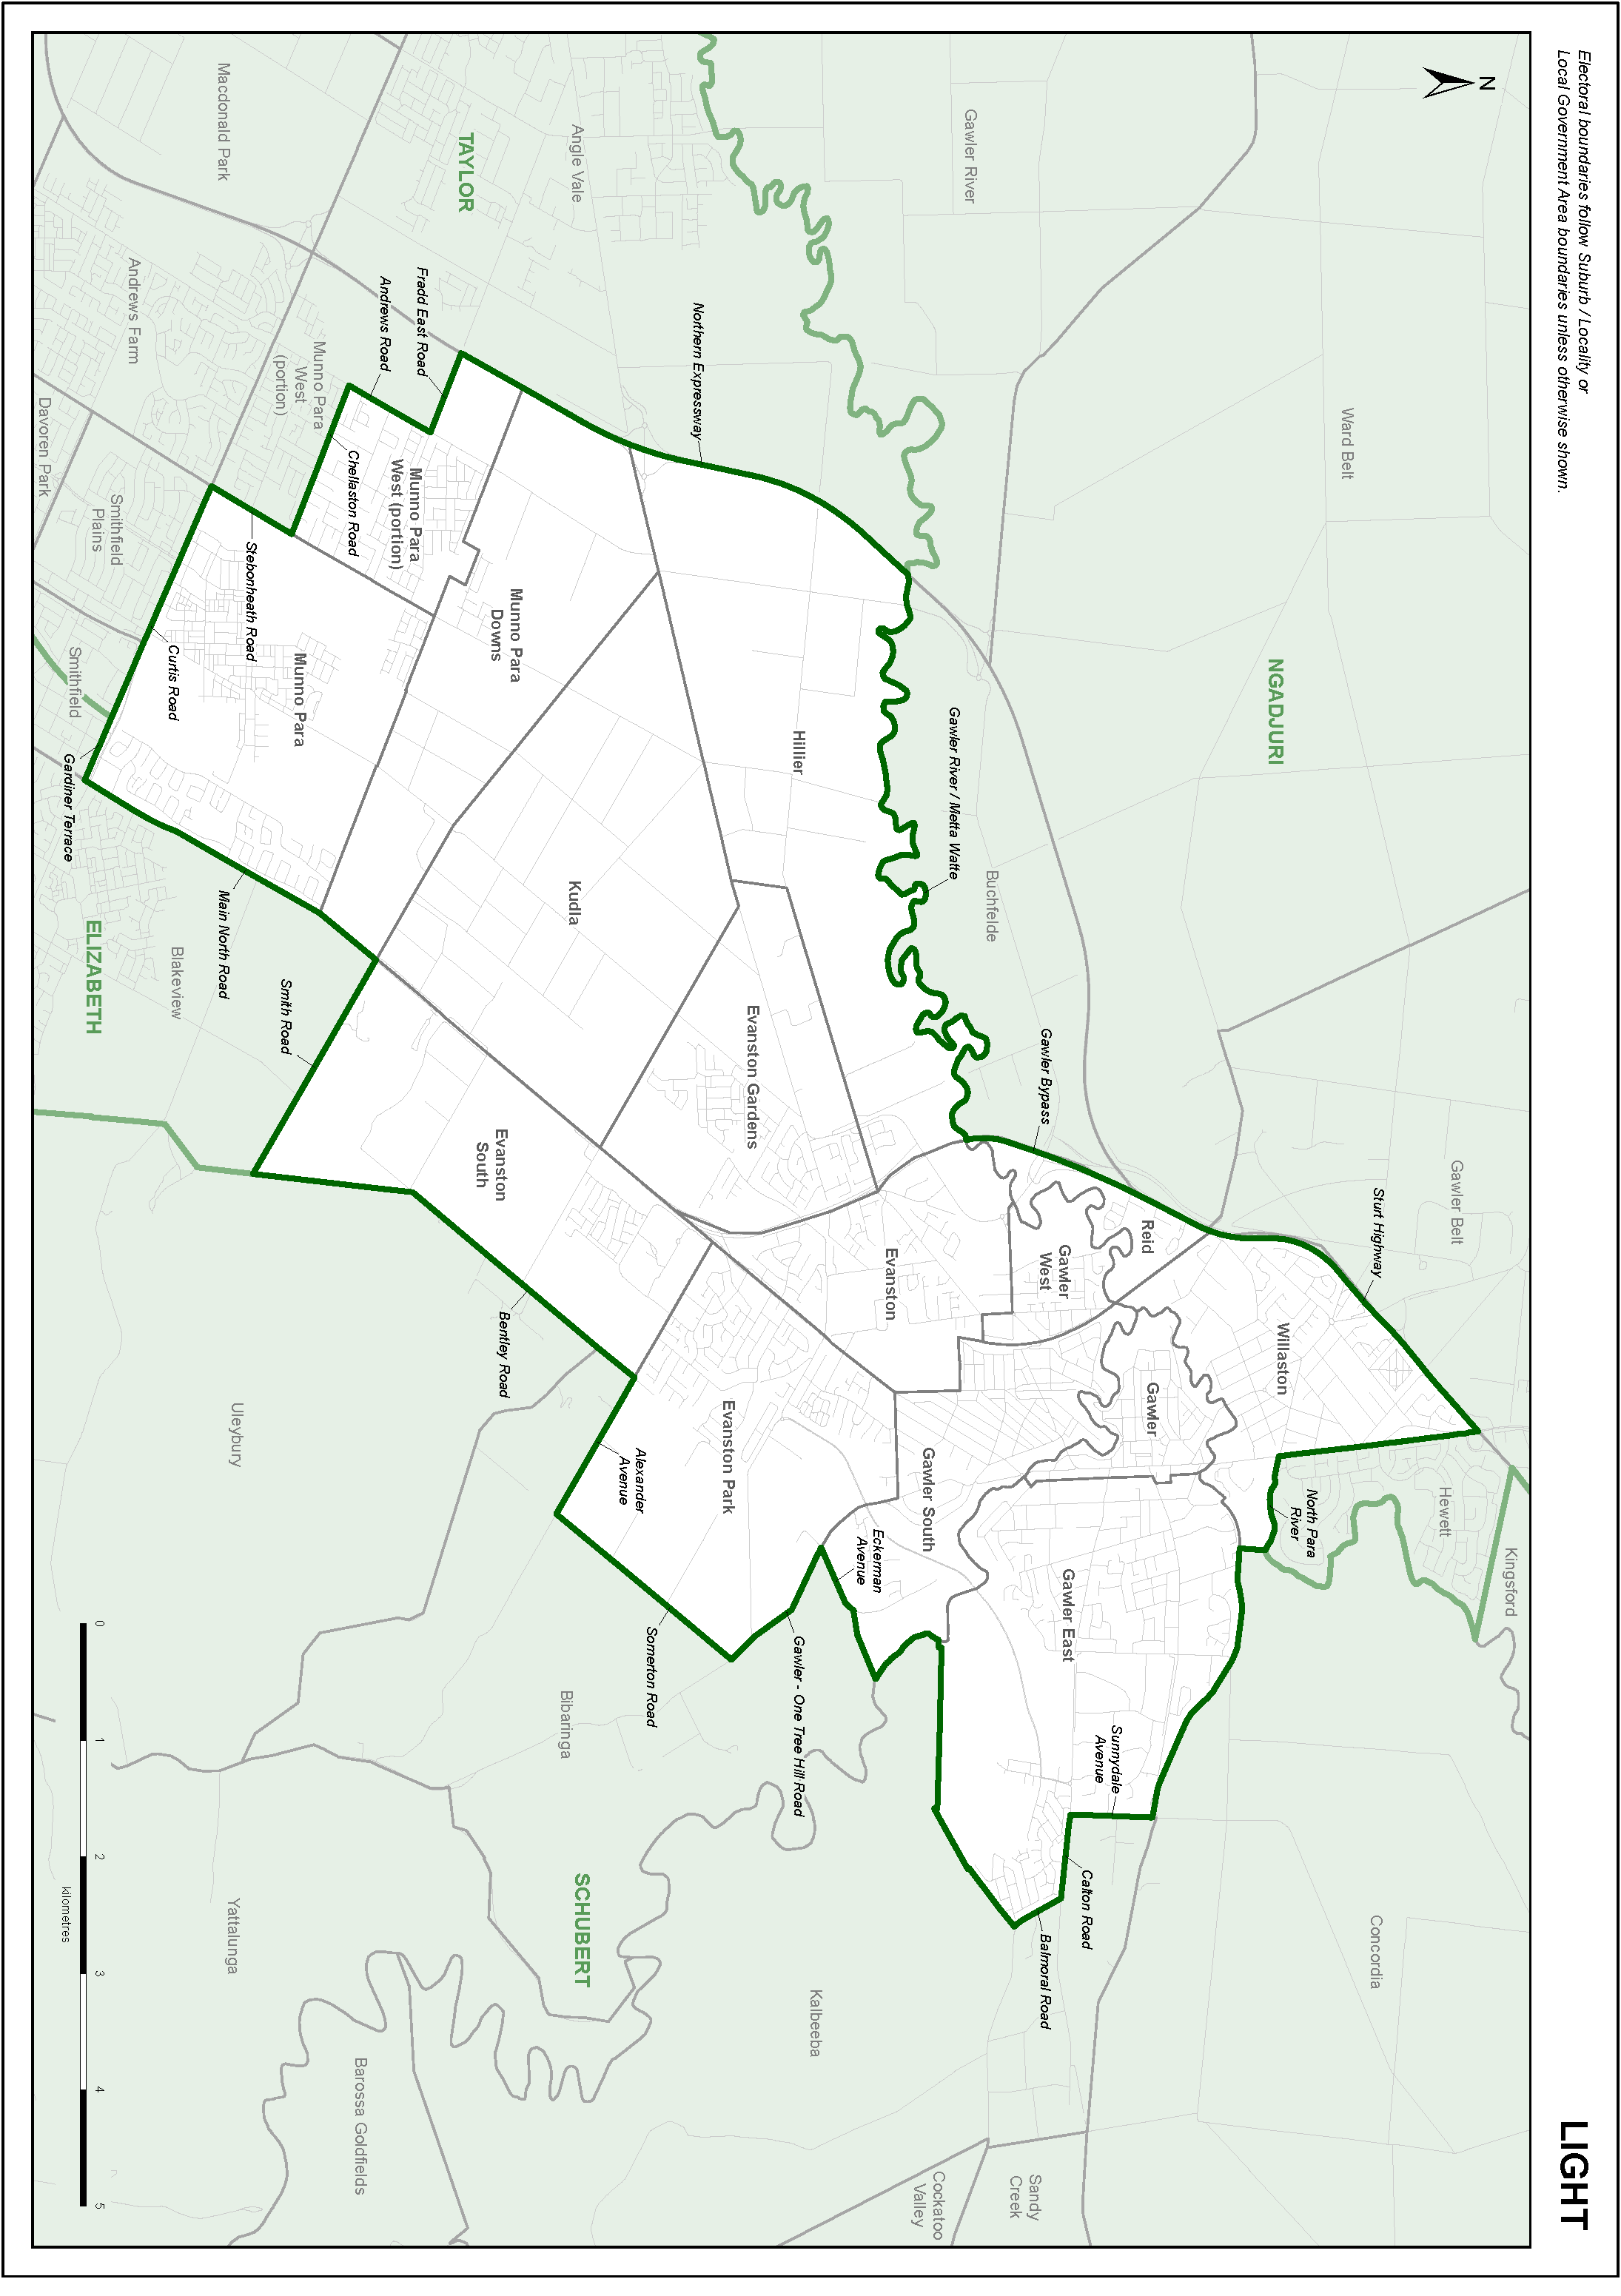 Electoral boundaries follow Suburb / Locality or
Local Government Area boundaries unless otherwise shown.
LIGHT
N
Ward Belt
Gawler Belt
Sturt Highway
Hewett
Kingsford
Concordia
NGADJURI
Willaston
North Para
River
Gawler River
Buchfelde
Gawler River / Metta Watte
Gawler Bypass
Reid
Gawler
West
Gawler
Gawler East
Sunnydale
Avenue
Calton Road
Balmoral Road
Sandy
Creek
Cockatoo
Valley
Evanston
Gawler South
Eckerman
Avenue
Hillier
Evanston Gardens
Evanston Park
Gawler - One Tree Hill Road
Kalbeeba
Northern Expressway
Alexander
Avenue
Somerton Road
Angle Vale
Kudla
Bibaringa
SCHUBERT
TAYLOR
Munno Para
Downs
Evanston
South
Bentley Road
Fradd East Road
Andrews Road
Munno Para
West (portion)
Chellaston Road
Munno Para
West
(portion)
Munno Para
Smith Road
Barossa Goldfields
Macdonald Park
Stebonheath Road
Main North Road
Uleybury
Yattalunga
Andrews Farm
Curtis Road
Blakeview
Smithfield
Plains
Smithfield
Gardiner Terrace
ELIZABETH
Davoren Park
0 1 2 3 4 5
kilometres